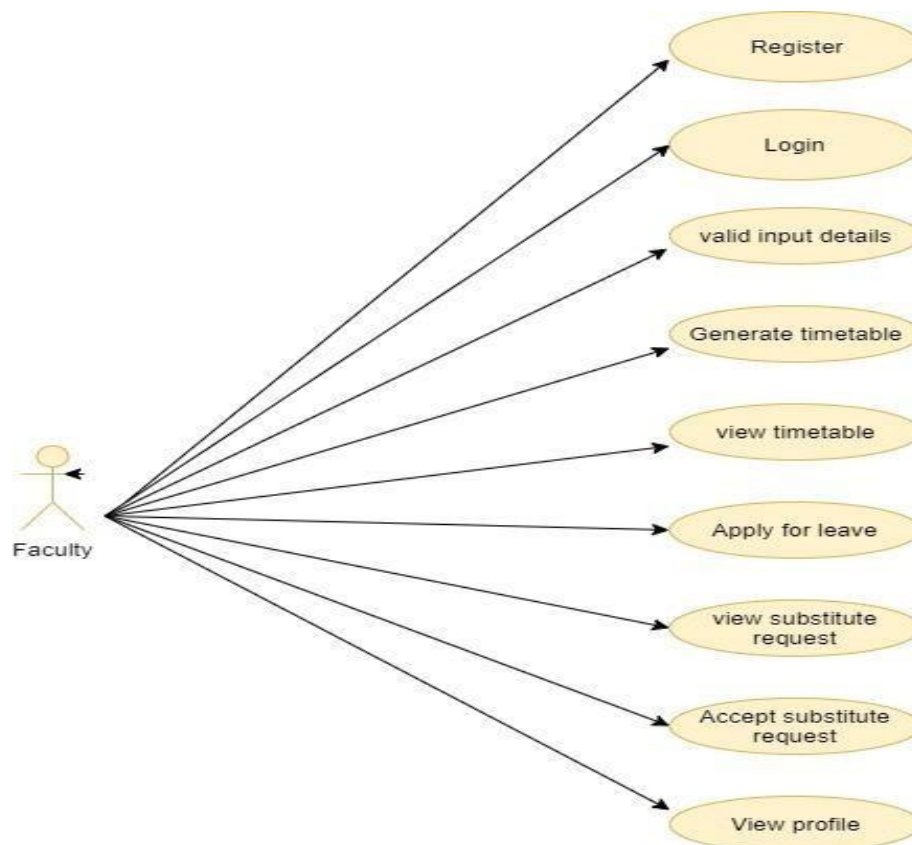 Register
Login
valid input details
Generate timetable
view timetable
Apply for leave
view substitute
request
Accept substitute
request
View profile
Faculty